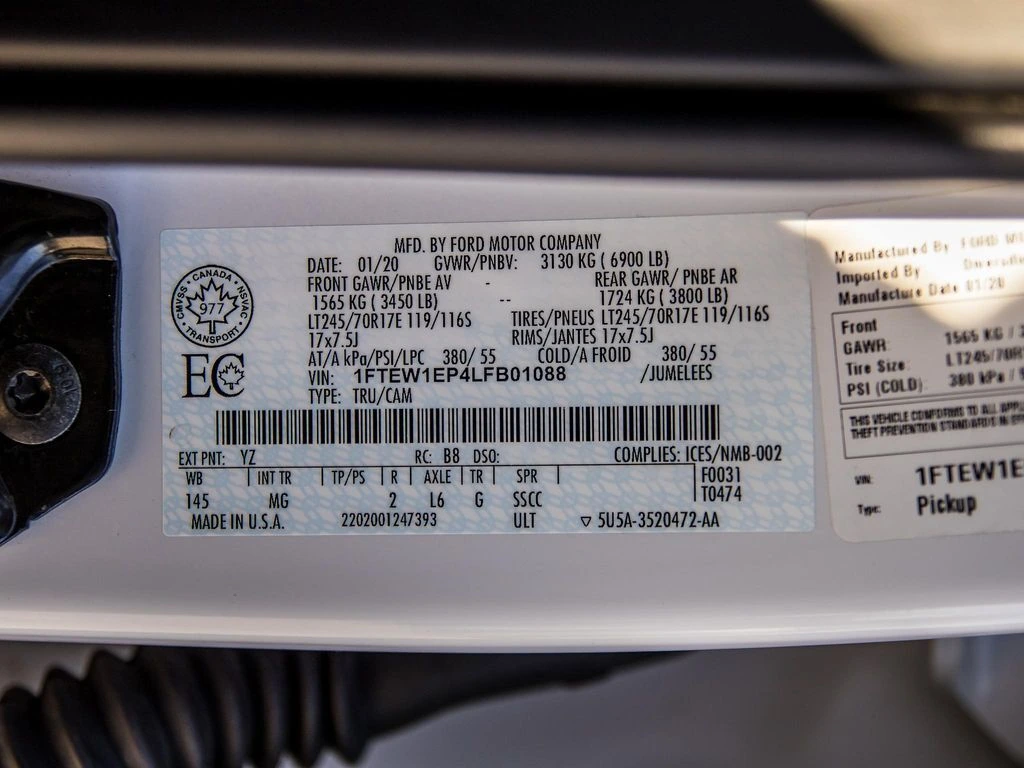 MFD. BY FORD MOTOR COMPANY
DATE: 01/20 GVWR/PNBV: 3130 KG ( 6900 LB)
FRONT GAWR/PNBE AV - REAR GAWR/ PNBE AR
1565 KG ( 3450 LB) -- 1724 KG ( 3800 LB)
LT245/70R17E 119/116S TIRES/PNEUS LT245/70R17E 119/116S
17x7.5J RIMS/JANTES 17x7.5J
AT/A kPa/PSI/LPC 380/ 55 COLD/A FROID 380/ 55
VIN: 1FTEW1EP4LFB01088 /JUMELEES
TYPE: TRU/CAM
CANADA
CMVSS NSVAC
977
TRANSPORT
EC
EXT PNT: YZ RC: B8 DSO: COMPLIES: ICES/NMB-002
WB INT TR TP/PS R AXLE TR SPR F0031
145 MG 2 L6 G SSCC T0474
MADE IN U.S.A. 2202001247393 ULT ▽ 5U5A-3520472-AA
Manufactured By FORD
Imported By
Manufacture Date 01/20
Front
GAWR: 1565 KG /
Tire Size: LT245/70R
PSI (COLD): 380 kPa /
THIS VEHICLE CONFORMS TO ALL
THEFT PREVENTION STANDARDS IN
VIN: 1FTEW1E
Type: Pickup